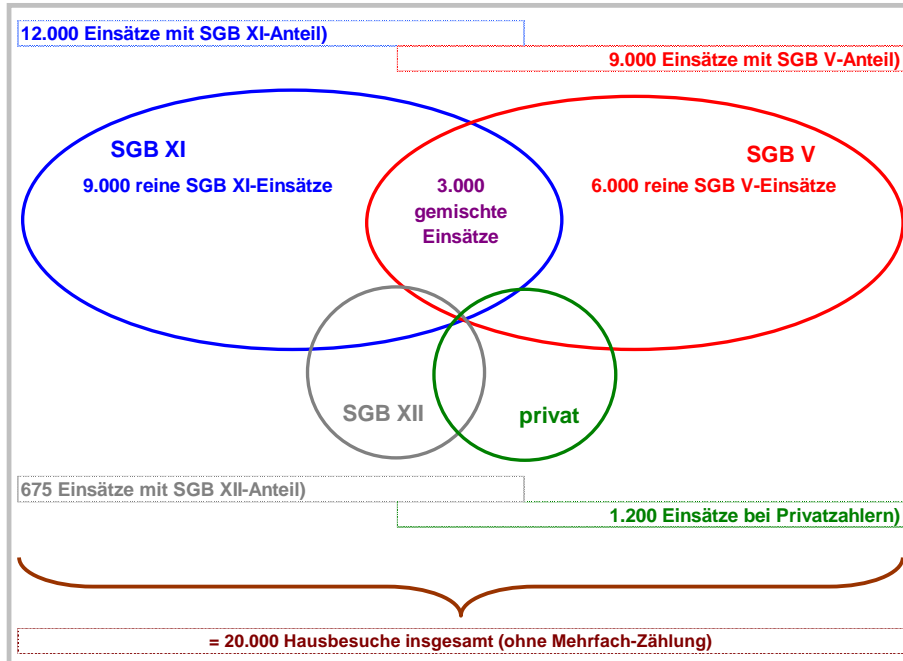 12.000 Einsätze mit SGB XI-Anteil)
9.000 Einsätze mit SGB V-Anteil)
SGB XI
SGB V
9.000 reine SGB XI-Einsätze
3.000
gemischte
Einsätze
6.000 reine SGB V-Einsätze
SGB XII
privat
675 Einsätze mit SGB XII-Anteil)
1.200 Einsätze bei Privatzahlern)
= 20.000 Hausbesuche insgesamt (ohne Mehrfach-Zählung)